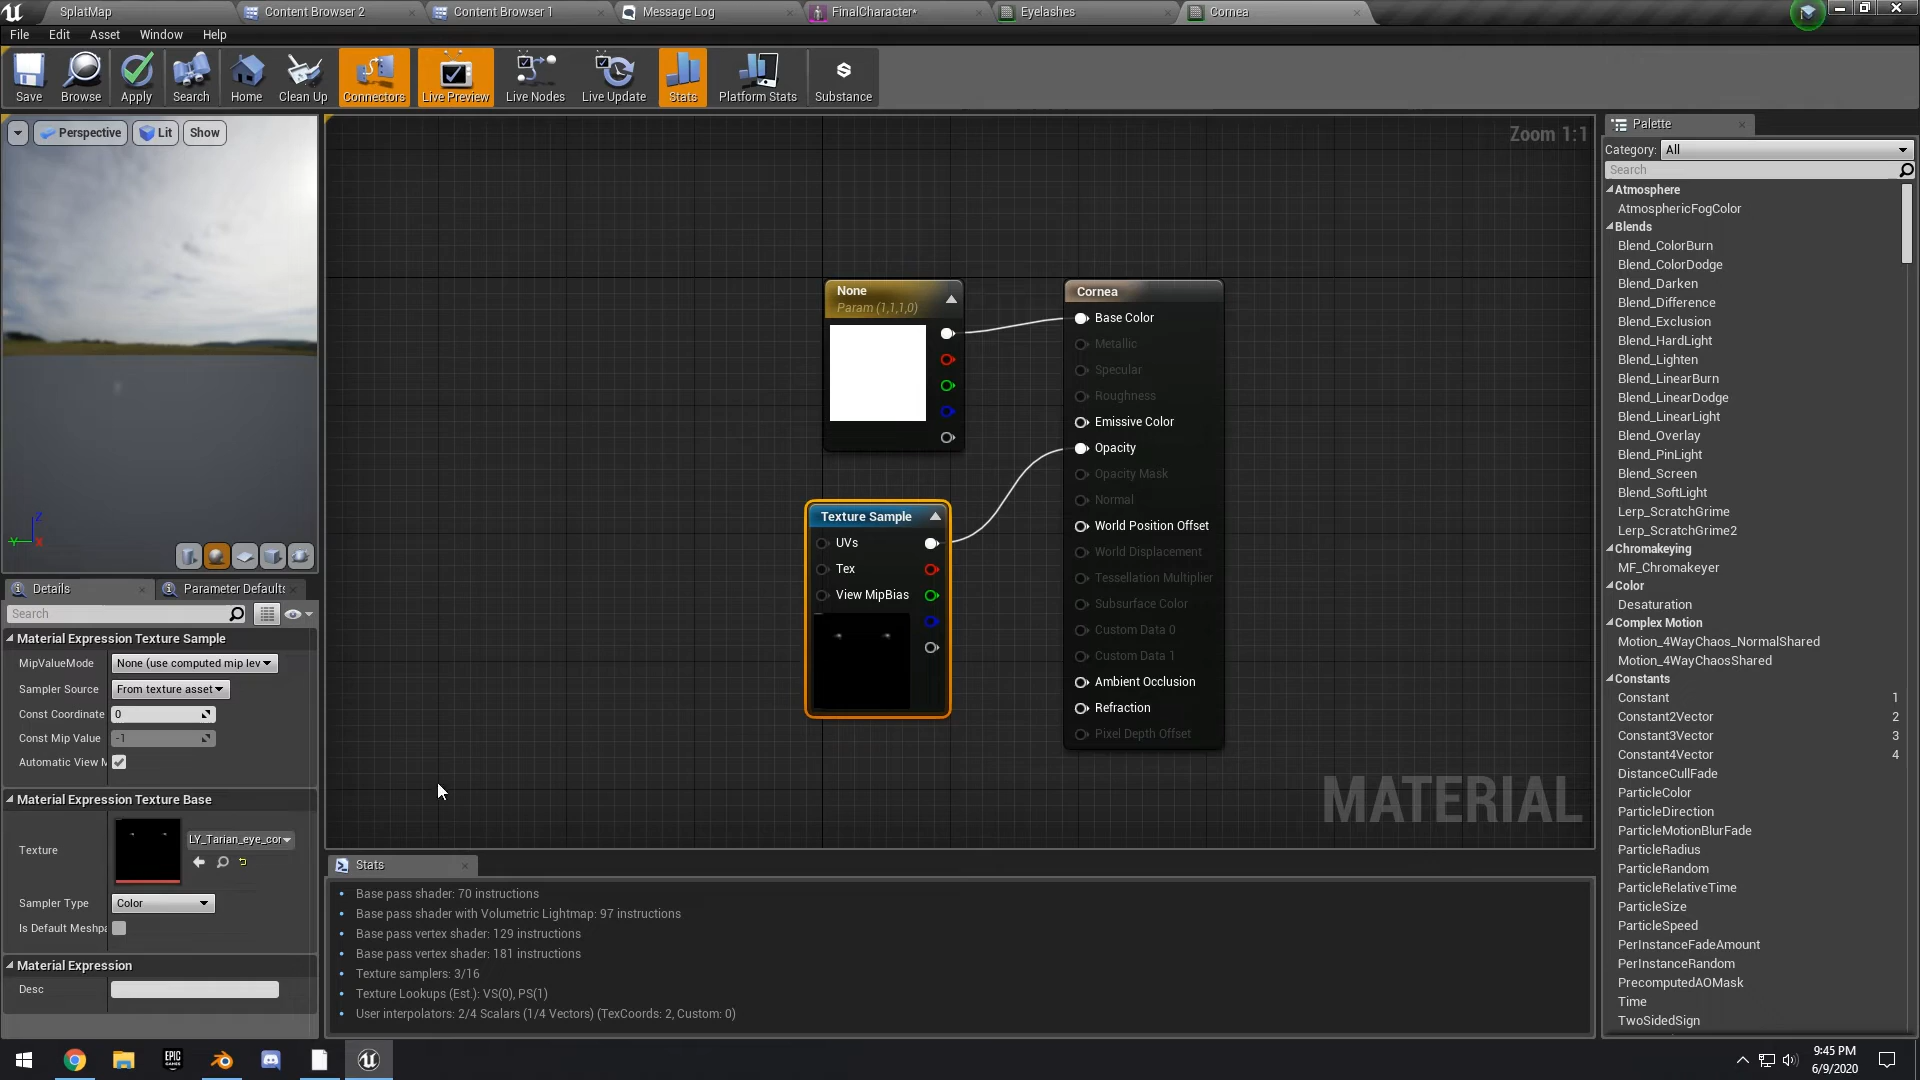 SplatMap
Content Browser 2
Content Browser 1
Message Log
FinalCharacter*
Eyelashes
Cornea
File
Edit
Asset
Window
Help
Save
Browse
Apply
Search
Home
Clean Up
Connectors
Live Preview
Live Nodes
Live Update
Stats
Platform Stats
Substance
Perspective
Lit
Show
Z
Y
X
Details
Parameter Defaults
Search
Material Expression Texture Sample
MipValueMode
None (use computed mip lev
Sampler Source
From texture asset
Const Coordinate
0
Const Mip Value
-1
Automatic View M
Material Expression Texture Base
Texture
LY_Tarian_eye_cor
Sampler Type
Color
Is Default Meshpa
Material Expression
Desc
Zoom 1:1
None
Param (1,1,1,0)
Texture Sample
UVs
Tex
View MipBias
Cornea
Base Color
Metallic
Specular
Roughness
Emissive Color
Opacity
Opacity Mask
Normal
World Position Offset
World Displacement
Tessellation Multiplier
Subsurface Color
Custom Data 0
Custom Data 1
Ambient Occlusion
Refraction
Pixel Depth Offset
MATERIAL
Stats
Base pass shader: 70 instructions
Base pass shader with Volumetric Lightmap: 97 instructions
Base pass vertex shader: 129 instructions
Base pass vertex shader: 181 instructions
Texture samplers: 3/16
Texture Lookups (Est.): VS(0), PS(1)
User interpolators: 2/4 Scalars (1/4 Vectors) (TexCoords: 2, Custom: 0)
Palette
Category: All
Search
Atmosphere
AtmosphericFogColor
Blends
Blend_ColorBurn
Blend_ColorDodge
Blend_Darken
Blend_Difference
Blend_Exclusion
Blend_HardLight
Blend_Lighten
Blend_LinearBurn
Blend_LinearDodge
Blend_LinearLight
Blend_Overlay
Blend_PinLight
Blend_Screen
Blend_SoftLight
Lerp_ScratchGrime
Lerp_ScratchGrime2
Chromakeying
MF_Chromakeyer
Color
Desaturation
Complex Motion
Motion_4WayChaos_NormalShared
Motion_4WayChaosShared
Constants
Constant 1
Constant2Vector 2
Constant3Vector 3
Constant4Vector 4
DistanceCullFade
ParticleColor
ParticleDirection
ParticleMotionBlurFade
ParticleRadius
ParticleRandom
ParticleRelativeTime
ParticleSize
ParticleSpeed
PerInstanceFadeAmount
PerInstanceRandom
PrecomputedAOMask
Time
TwoSidedSign
EPIC
GAMES
9:45 PM
6/9/2020